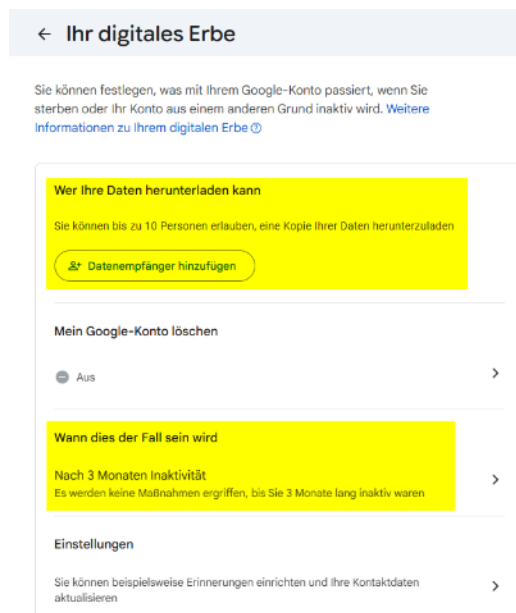 Ihr digitales Erbe
Sie können festlegen, was mit Ihrem Google-Konto passiert, wenn Sie
sterben oder Ihr Konto aus einem anderen Grund inaktiv wird. Weitere
Informationen zu Ihrem digitalen Erbe
Wer Ihre Daten herunterladen kann
Sie können bis zu 10 Personen erlauben, eine Kopie Ihrer Daten herunterzuladen
Datenempfänger hinzufügen
Mein Google-Konto löschen
Aus
Wann dies der Fall sein wird
Nach 3 Monaten Inaktivität
Es werden keine Maßnahmen ergriffen, bis Sie 3 Monate lang inaktiv waren
Einstellungen
Sie können beispielsweise Erinnerungen einrichten und Ihre Kontaktdaten
aktualisieren